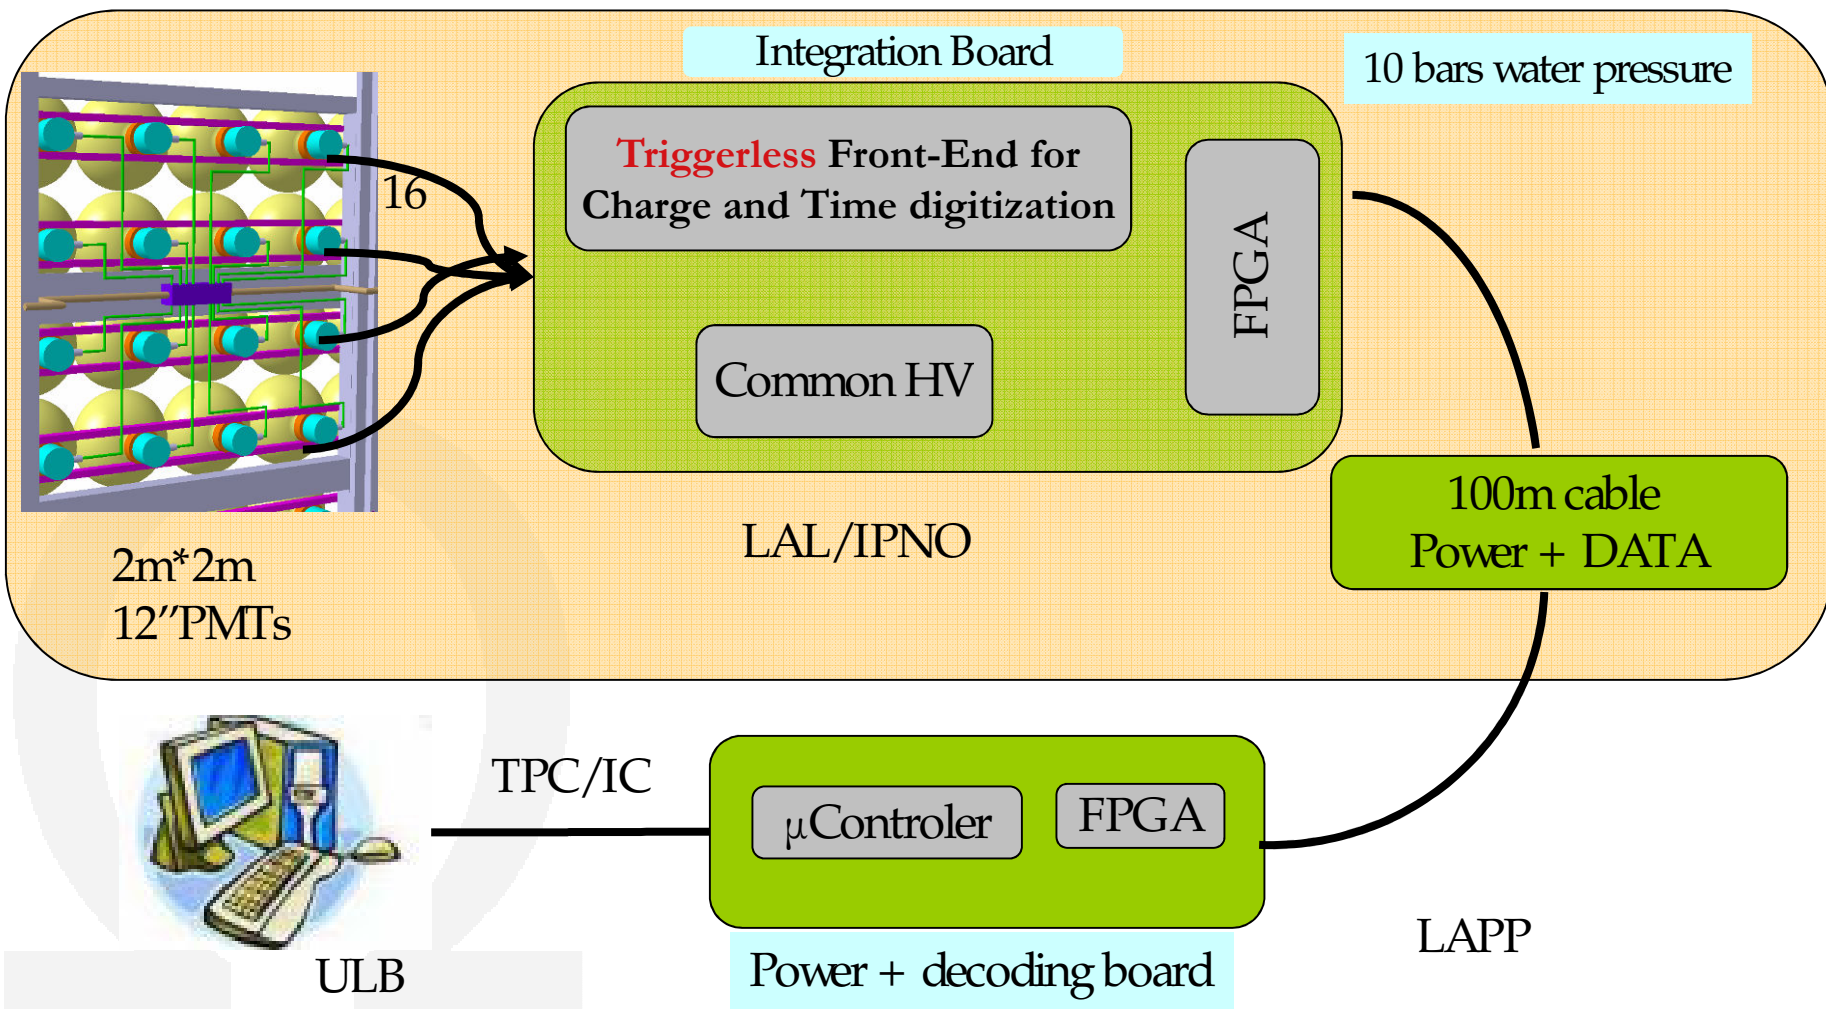 Integration Board
10 bars water pressure
Triggerless Front-End for
Charge and Time digitization
16
FPGA
Common HV
100m cable
Power + DATA
LAL/IPNO
2m*2m
12”PMTs
TPC/IC
μControler
FPGA
LAPP
Power + decoding board
ULB